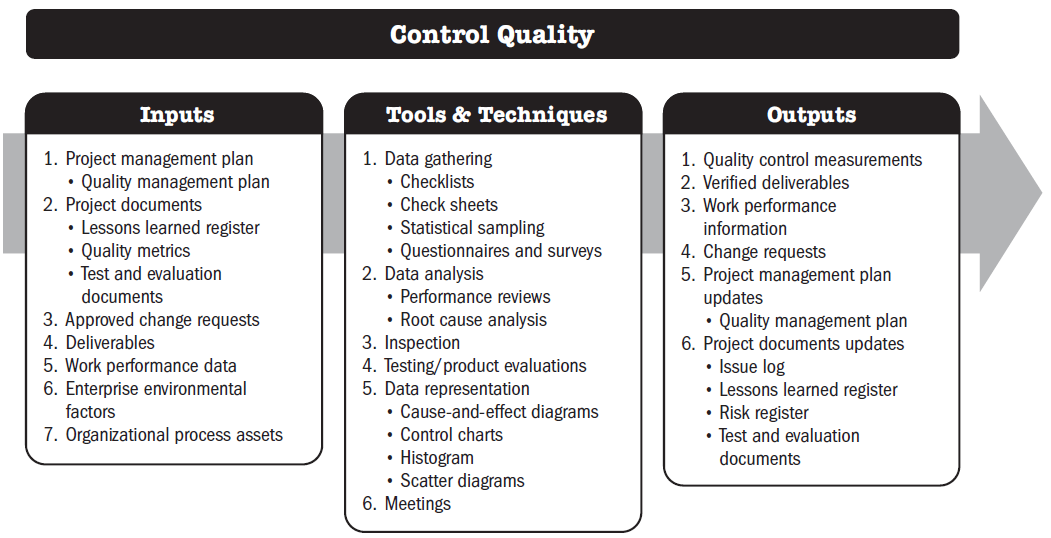 Control Quality
Inputs
1. Project management plan
• Quality management plan
2. Project documents
• Lessons learned register
• Quality metrics
• Test and evaluation
documents
3. Approved change requests
4. Deliverables
5. Work performance data
6. Enterprise environmental
factors
7. Organizational process assets
Tools & Techniques
1. Data gathering
• Checklists
• Check sheets
• Statistical sampling
• Questionnaires and surveys
2. Data analysis
• Performance reviews
• Root cause analysis
3. Inspection
4. Testing/product evaluations
5. Data representation
• Cause-and-effect diagrams
• Control charts
• Histogram
• Scatter diagrams
6. Meetings
Outputs
1. Quality control measurements
2. Verified deliverables
3. Work performance
information
4. Change requests
5. Project management plan
updates
• Quality management plan
6. Project documents updates
• Issue log
• Lessons learned register
• Risk register
• Test and evaluation
documents